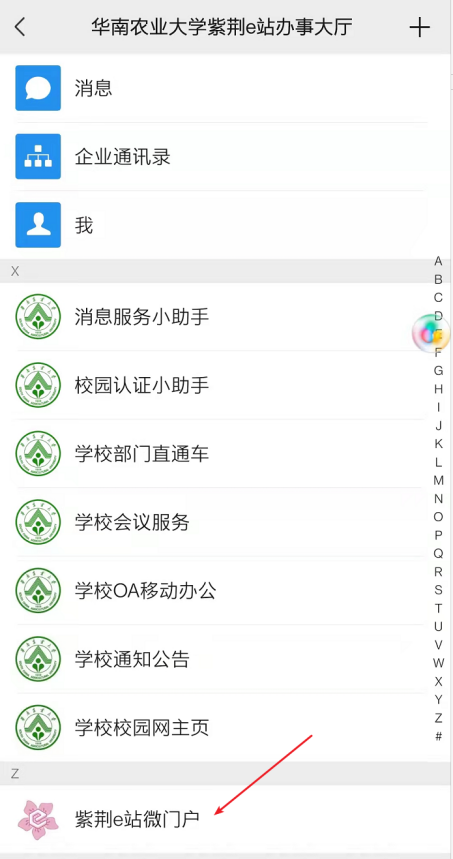 华南农业大学紫荆e站办事大厅
消息
企业通讯录
我
X
消息服务小助手
校园认证小助手
学校部门直通车
学校会议服务
学校OA移动办公
学校通知公告
学校校园网主页
Z
紫荆e站微门户
A
B
C
D
F
G
H
I
J
K
L
M
N
O
P
Q
R
S
T
U
V
W
X
Y
Z
#